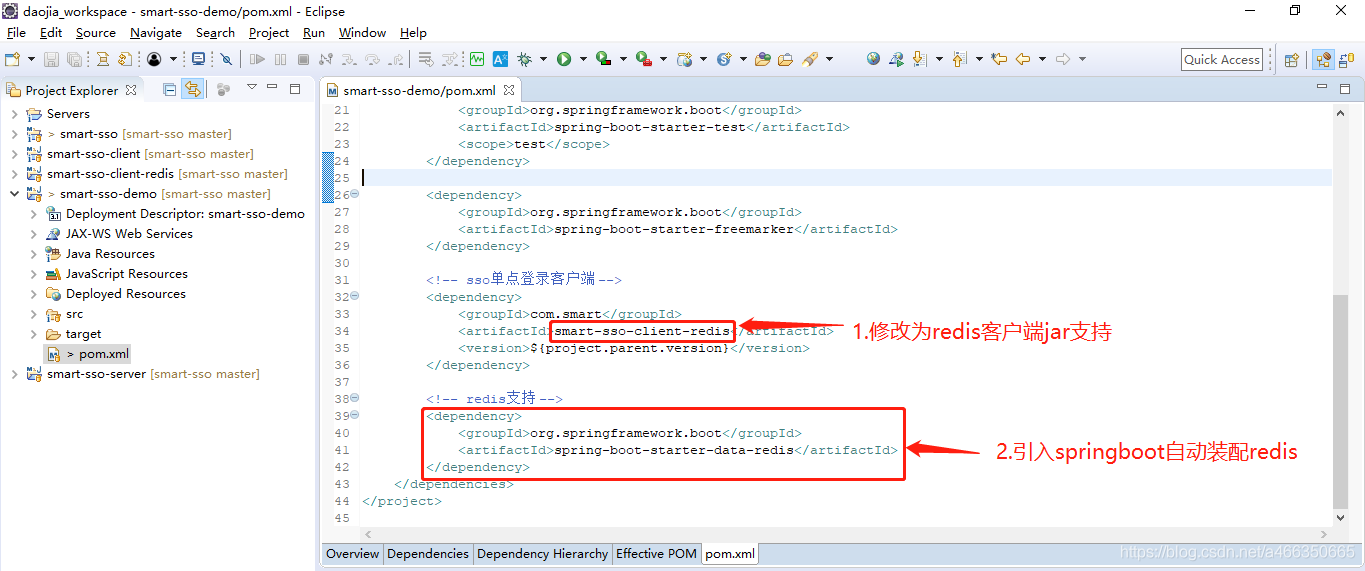 daojia_workspace - smart-sso-demo/pom.xml - Eclipse
File Edit Source Navigate Search Project Run Window Help
Quick Access
Project Explorer
Servers
> smart-sso [smart-sso master]
smart-sso-client [smart-sso master]
smart-sso-client-redis [smart-sso master]
> smart-sso-demo [smart-sso master]
Deployment Descriptor: smart-sso-demo
JAX-WS Web Services
Java Resources
JavaScript Resources
Deployed Resources
src
target
> pom.xml
smart-sso-server [smart-sso master]
smart-sso-demo/pom.xml
21 <groupId>org.springframework.boot</groupId>
22 <artifactId>spring-boot-starter-test</artifactId>
23 <scope>test</scope>
24 </dependency>
25
26 <dependency>
27 <groupId>org.springframework.boot</groupId>
28 <artifactId>spring-boot-starter-freemarker</artifactId>
29 </dependency>
30
31 <!-- sso单点登录客户端 -->
32 <dependency>
33 <groupId>com.smart</groupId>
34 <artifactId>smart-sso-client-redis</artifactId>
1.修改为redis客户端jar支持
35 <version>${project.parent.version}</version>
36 </dependency>
37
38 <!-- redis支持 -->
39 <dependency>
40 <groupId>org.springframework.boot</groupId>
41 <artifactId>spring-boot-starter-data-redis</artifactId>
2.引入springboot自动装配redis
42 </dependency>
43 </dependencies>
44 </project>
45
Overview Dependencies Dependency Hierarchy Effective POM pom.xml
https://blog.csdn.net/a466350665